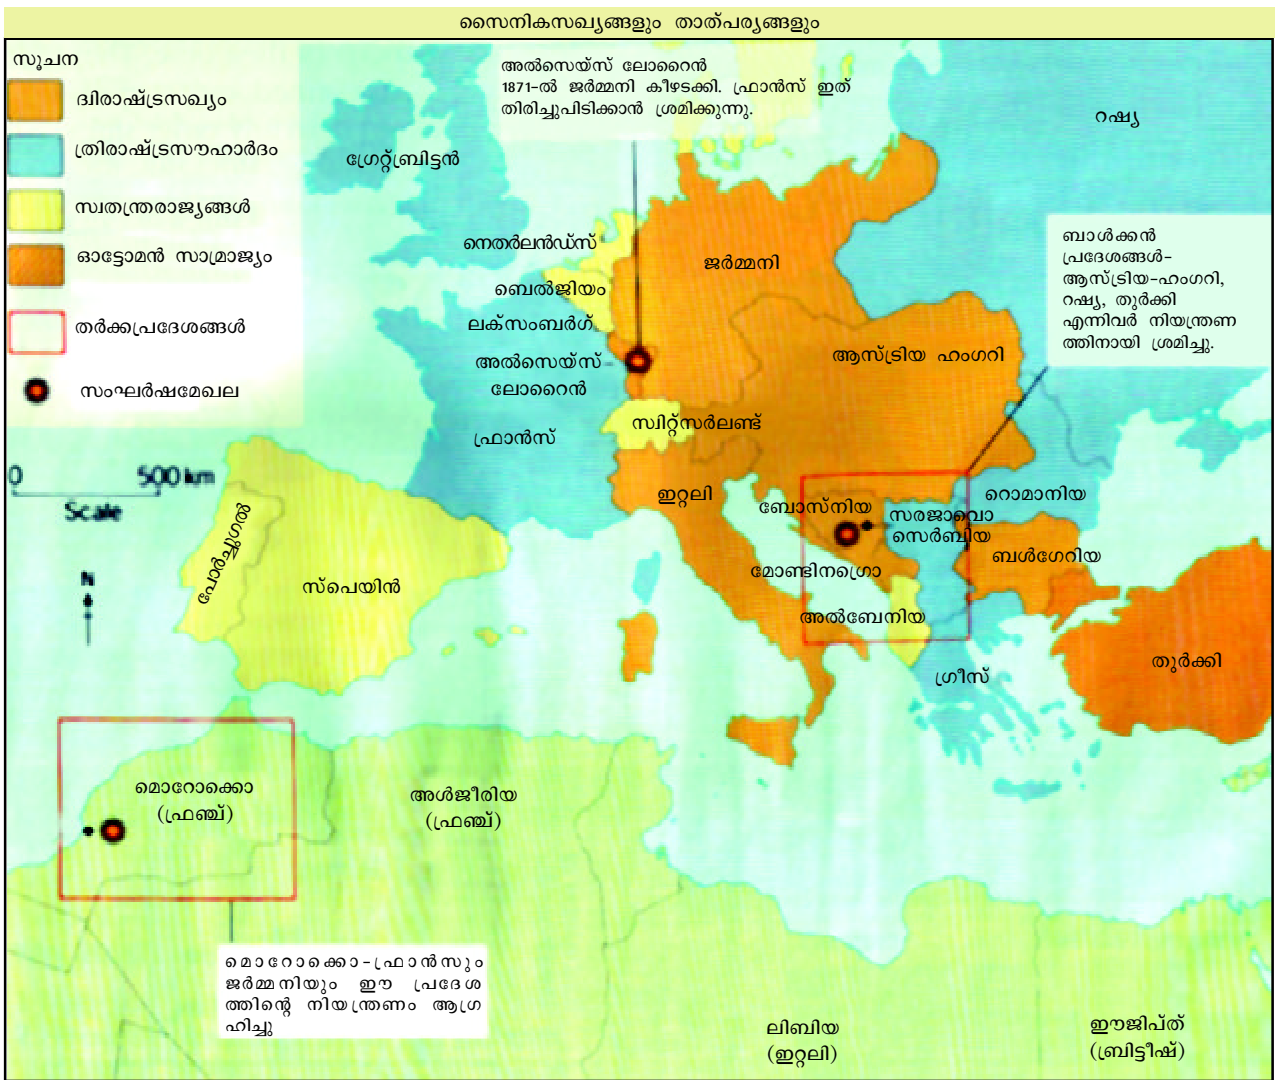 സൈനികസഖ്യങ്ങളും താത്പര്യങ്ങളും
സൂചന
ദ്വിരാഷ്ട്രസഖ്യം
ത്രിരാഷ്ട്രസൗഹാർദം
സ്വതന്ത്രരാജ്യങ്ങൾ
ഓട്ടോമൻ സാമ്രാജ്യം
തർക്കപ്രദേശങ്ങൾ
സംഘർഷമേഖല
0 500 km
Scale
N
അൽസെയ്സ് ലോറൈൻ
1871-ൽ ജർമ്മനി കീഴടക്കി. ഫ്രാൻസ് ഇത്
തിരിച്ചുപിടിക്കാൻ ശ്രമിക്കുന്നു.
ഗ്രേറ്റ്ബ്രിട്ടൻ
റഷ്യ
നെതർലൻഡ്സ്
ബെൽജിയം
ലക്സംബർഗ്
അൽസെയ്സ്
ലോറൈൻ
ഫ്രാൻസ്
ജർമ്മനി
ആസ്ട്രിയ ഹംഗറി
സ്വിറ്റ്സർലണ്ട്
ബാൾക്കൻ
പ്രദേശങ്ങൾ-
ആസ്ട്രിയ-ഹംഗറി,
റഷ്യ, തുർക്കി
എന്നിവർ നിയന്ത്രണ
ത്തിനായി ശ്രമിച്ചു.
ഇറ്റലി
ബോസ്നിയ
സരജാവൊ
സെർബിയ
റൊമാനിയ
ബൾഗേറിയ
മോണ്ടിനഗ്രൊ
അൽബേനിയ
ഗ്രീസ്
തുർക്കി
പോർച്ചുഗൽ
സ്പെയിൻ
മൊറോക്കൊ
(ഫ്രഞ്ച്)
അൾജീരിയ
(ഫ്രഞ്ച്)
മൊറോക്കൊ-ഫ്രാൻസും
ജർമ്മനിയും ഈ പ്രദേശ
ത്തിന്റെ നിയന്ത്രണം ആഗ്ര
ഹിച്ചു
ലിബിയ
(ഇറ്റലി)
ഈജിപ്ത്
(ബ്രിട്ടീഷ്)